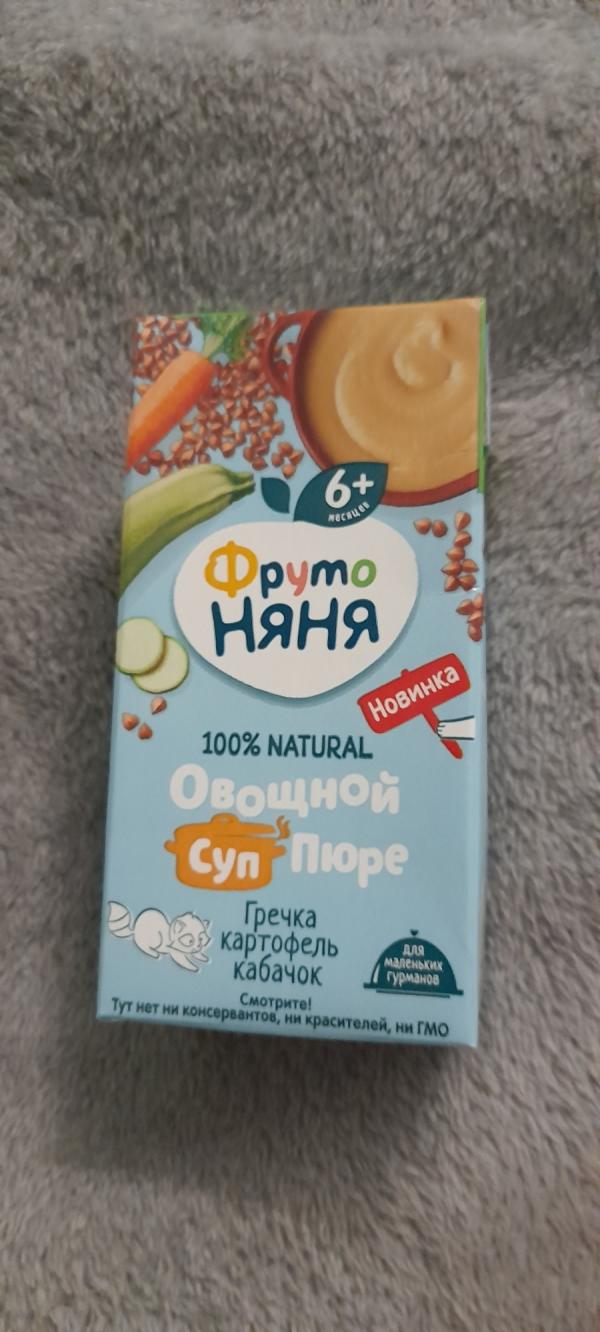 6+
месяцев
Фруто
Няня
Новинка
100% NATURAL
Овощной
Суп Пюре
Гречка
картофель
кабачок
для
маленьких
гурманов
Смотрите!
Тут нет ни консервантов, ни красителей, ни ГМО